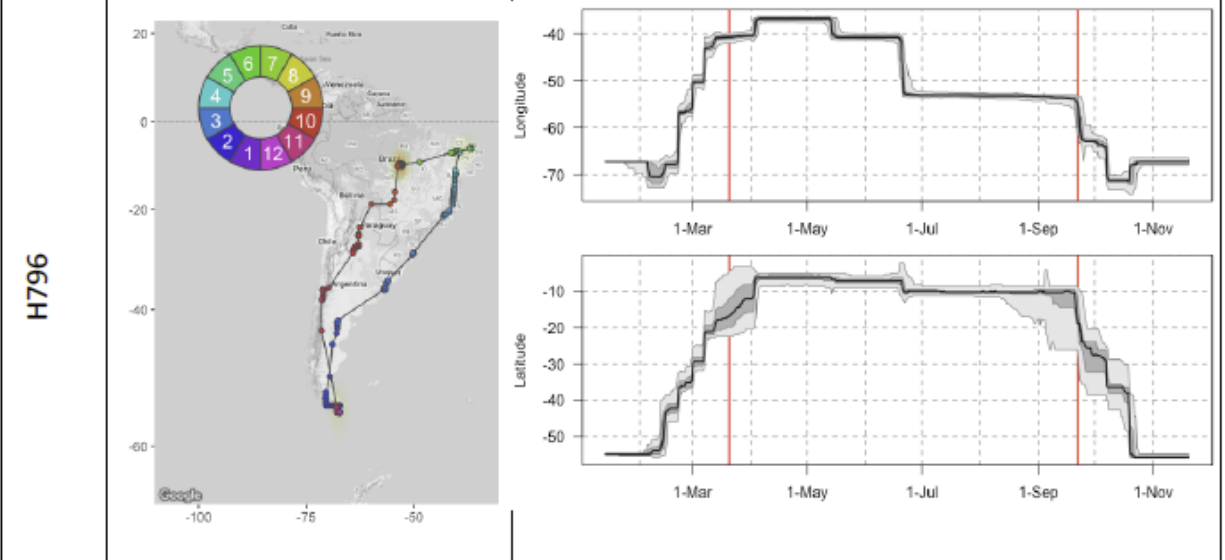 H796
20
0
-20
-40
-60
-100
-75
-50
Cuba
Puerto Rico
Venezuela
Guyana
Suriname
Peru
Brazil
Bolivia
Paraguay
Chile
Uruguay
Argentina
Google
1
2
3
4
5
6
7
8
9
10
11
12
Longitude
-40
-50
-60
-70
1-Mar
1-May
1-Jul
1-Sep
1-Nov
Latitude
-10
-20
-30
-40
-50
1-Mar
1-May
1-Jul
1-Sep
1-Nov